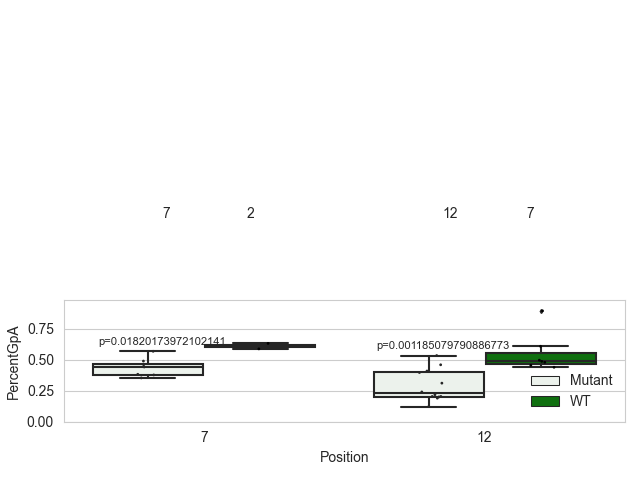 7 2 12 7
p=0.01820173972102141
p=0.001185079790886773
PercentGpA
0.75
0.50
0.25
0.00
Mutant
WT
7 12
Position